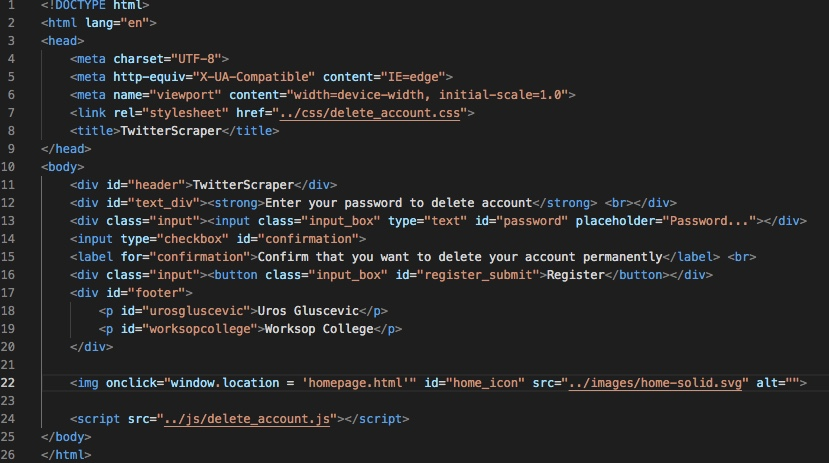 1 <!DOCTYPE html>
2 <html lang="en">
3 <head>
4 <meta charset="UTF-8">
5 <meta http-equiv="X-UA-Compatible" content="IE=edge">
6 <meta name="viewport" content="width=device-width, initial-scale=1.0">
7 <link rel="stylesheet" href="../css/delete_account.css">
8 <title>TwitterScraper</title>
9 </head>
10 <body>
11 <div id="header">TwitterScraper</div>
12 <div id="text_div"><strong>Enter your password to delete account</strong> <br></div>
13 <div class="input"><input class="input_box" type="text" id="password" placeholder="Password..."></div>
14 <input type="checkbox" id="confirmation">
15 <label for="confirmation">Confirm that you want to delete your account permanently</label> <br>
16 <div class="input"><button class="input_box" id="register_submit">Register</button></div>
17 <div id="footer">
18 <p id="urosgluscevic">Uros Gluscevic</p>
19 <p id="worksopcollege">Worksop College</p>
20 </div>
21
22 <img onclick="window.location = 'homepage.html'" id="home_icon" src="../images/home-solid.svg" alt="">
23
24 <script src="../js/delete_account.js"></script>
25 </body>
26 </html>